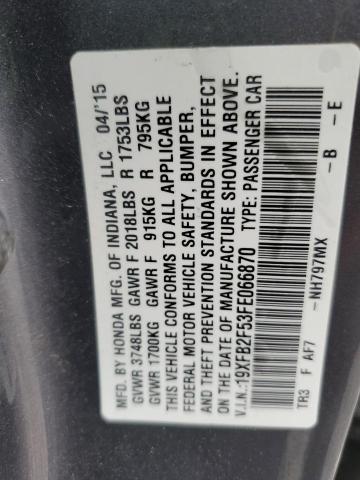 MFD. BY HONDA MFG. OF INDIANA, LLC 04/'15
GVWR 3748LBS GAWR F 2018LBS R 1753LBS
GVWR 1700KG GAWR F 915KG R 795KG
THIS VEHICLE CONFORMS TO ALL APPLICABLE
FEDERAL MOTOR VEHICLE SAFETY, BUMPER,
AND THEFT PREVENTION STANDARDS IN EFFECT
ON THE DATE OF MANUFACTURE SHOWN ABOVE.
V.I.N.:19XFB2F53FE066870 TYPE: PASSENGER CAR
-NH797MX -B -E
TR3 F AF7